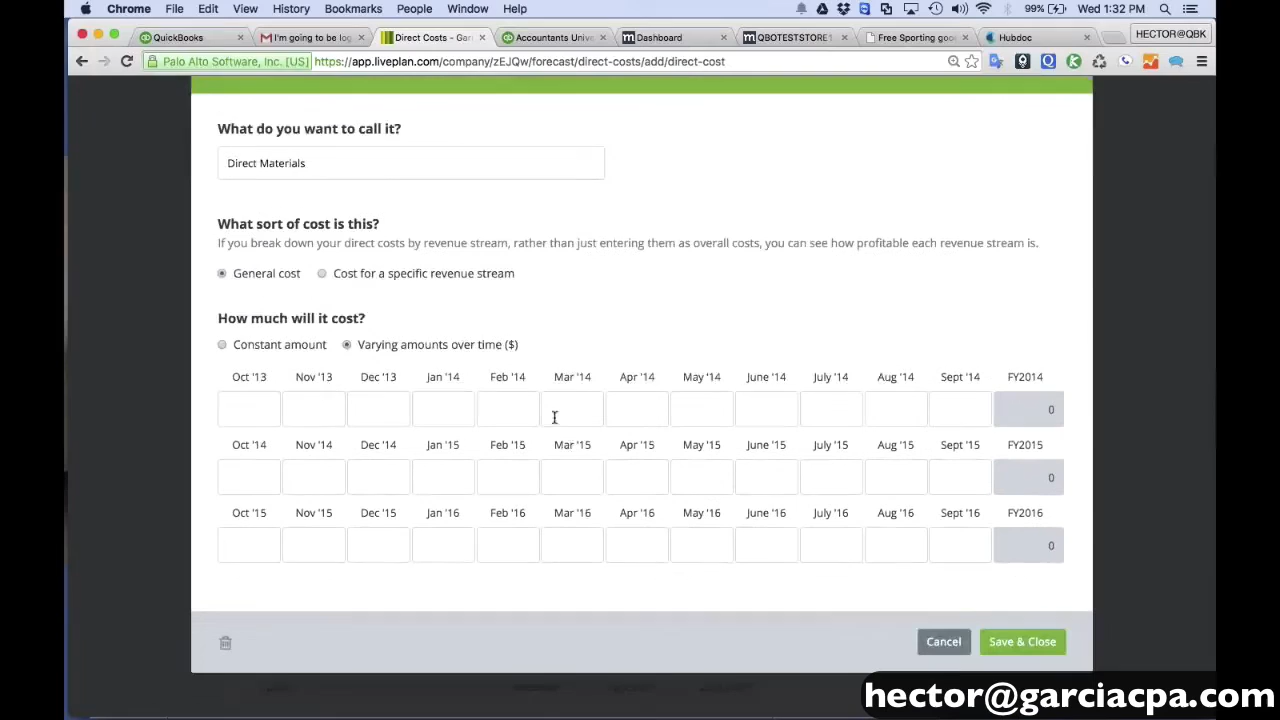 Chrome File Edit View History Bookmarks People Window Help 99% Wed 1:32 PM
QuickBooks × I'm going to be log × Direct Costs - Gar × Accountants Unive × Dashboard × QBOTESTSTORE1 × Free Sporting goo × Hubdoc × HECTOR@QBK
Palo Alto Software, Inc. [US] https://app.liveplan.com/company/zEJQw/forecast/direct-costs/add/direct-cost
What do you want to call it?
Direct Materials
What sort of cost is this?
If you break down your direct costs by revenue stream, rather than just entering them as overall costs, you can see how profitable each revenue stream is.
General cost Cost for a specific revenue stream
How much will it cost?
Constant amount Varying amounts over time ($)
Oct '13 Nov '13 Dec '13 Jan '14 Feb '14 Mar '14 Apr '14 May '14 June '14 July '14 Aug '14 Sept '14 FY2014
0
Oct '14 Nov '14 Dec '14 Jan '15 Feb '15 Mar '15 Apr '15 May '15 June '15 July '15 Aug '15 Sept '15 FY2015
0
Oct '15 Nov '15 Dec '15 Jan '16 Feb '16 Mar '16 Apr '16 May '16 June '16 July '16 Aug '16 Sept '16 FY2016
0
Cancel Save & Close
hector@garciacpa.com